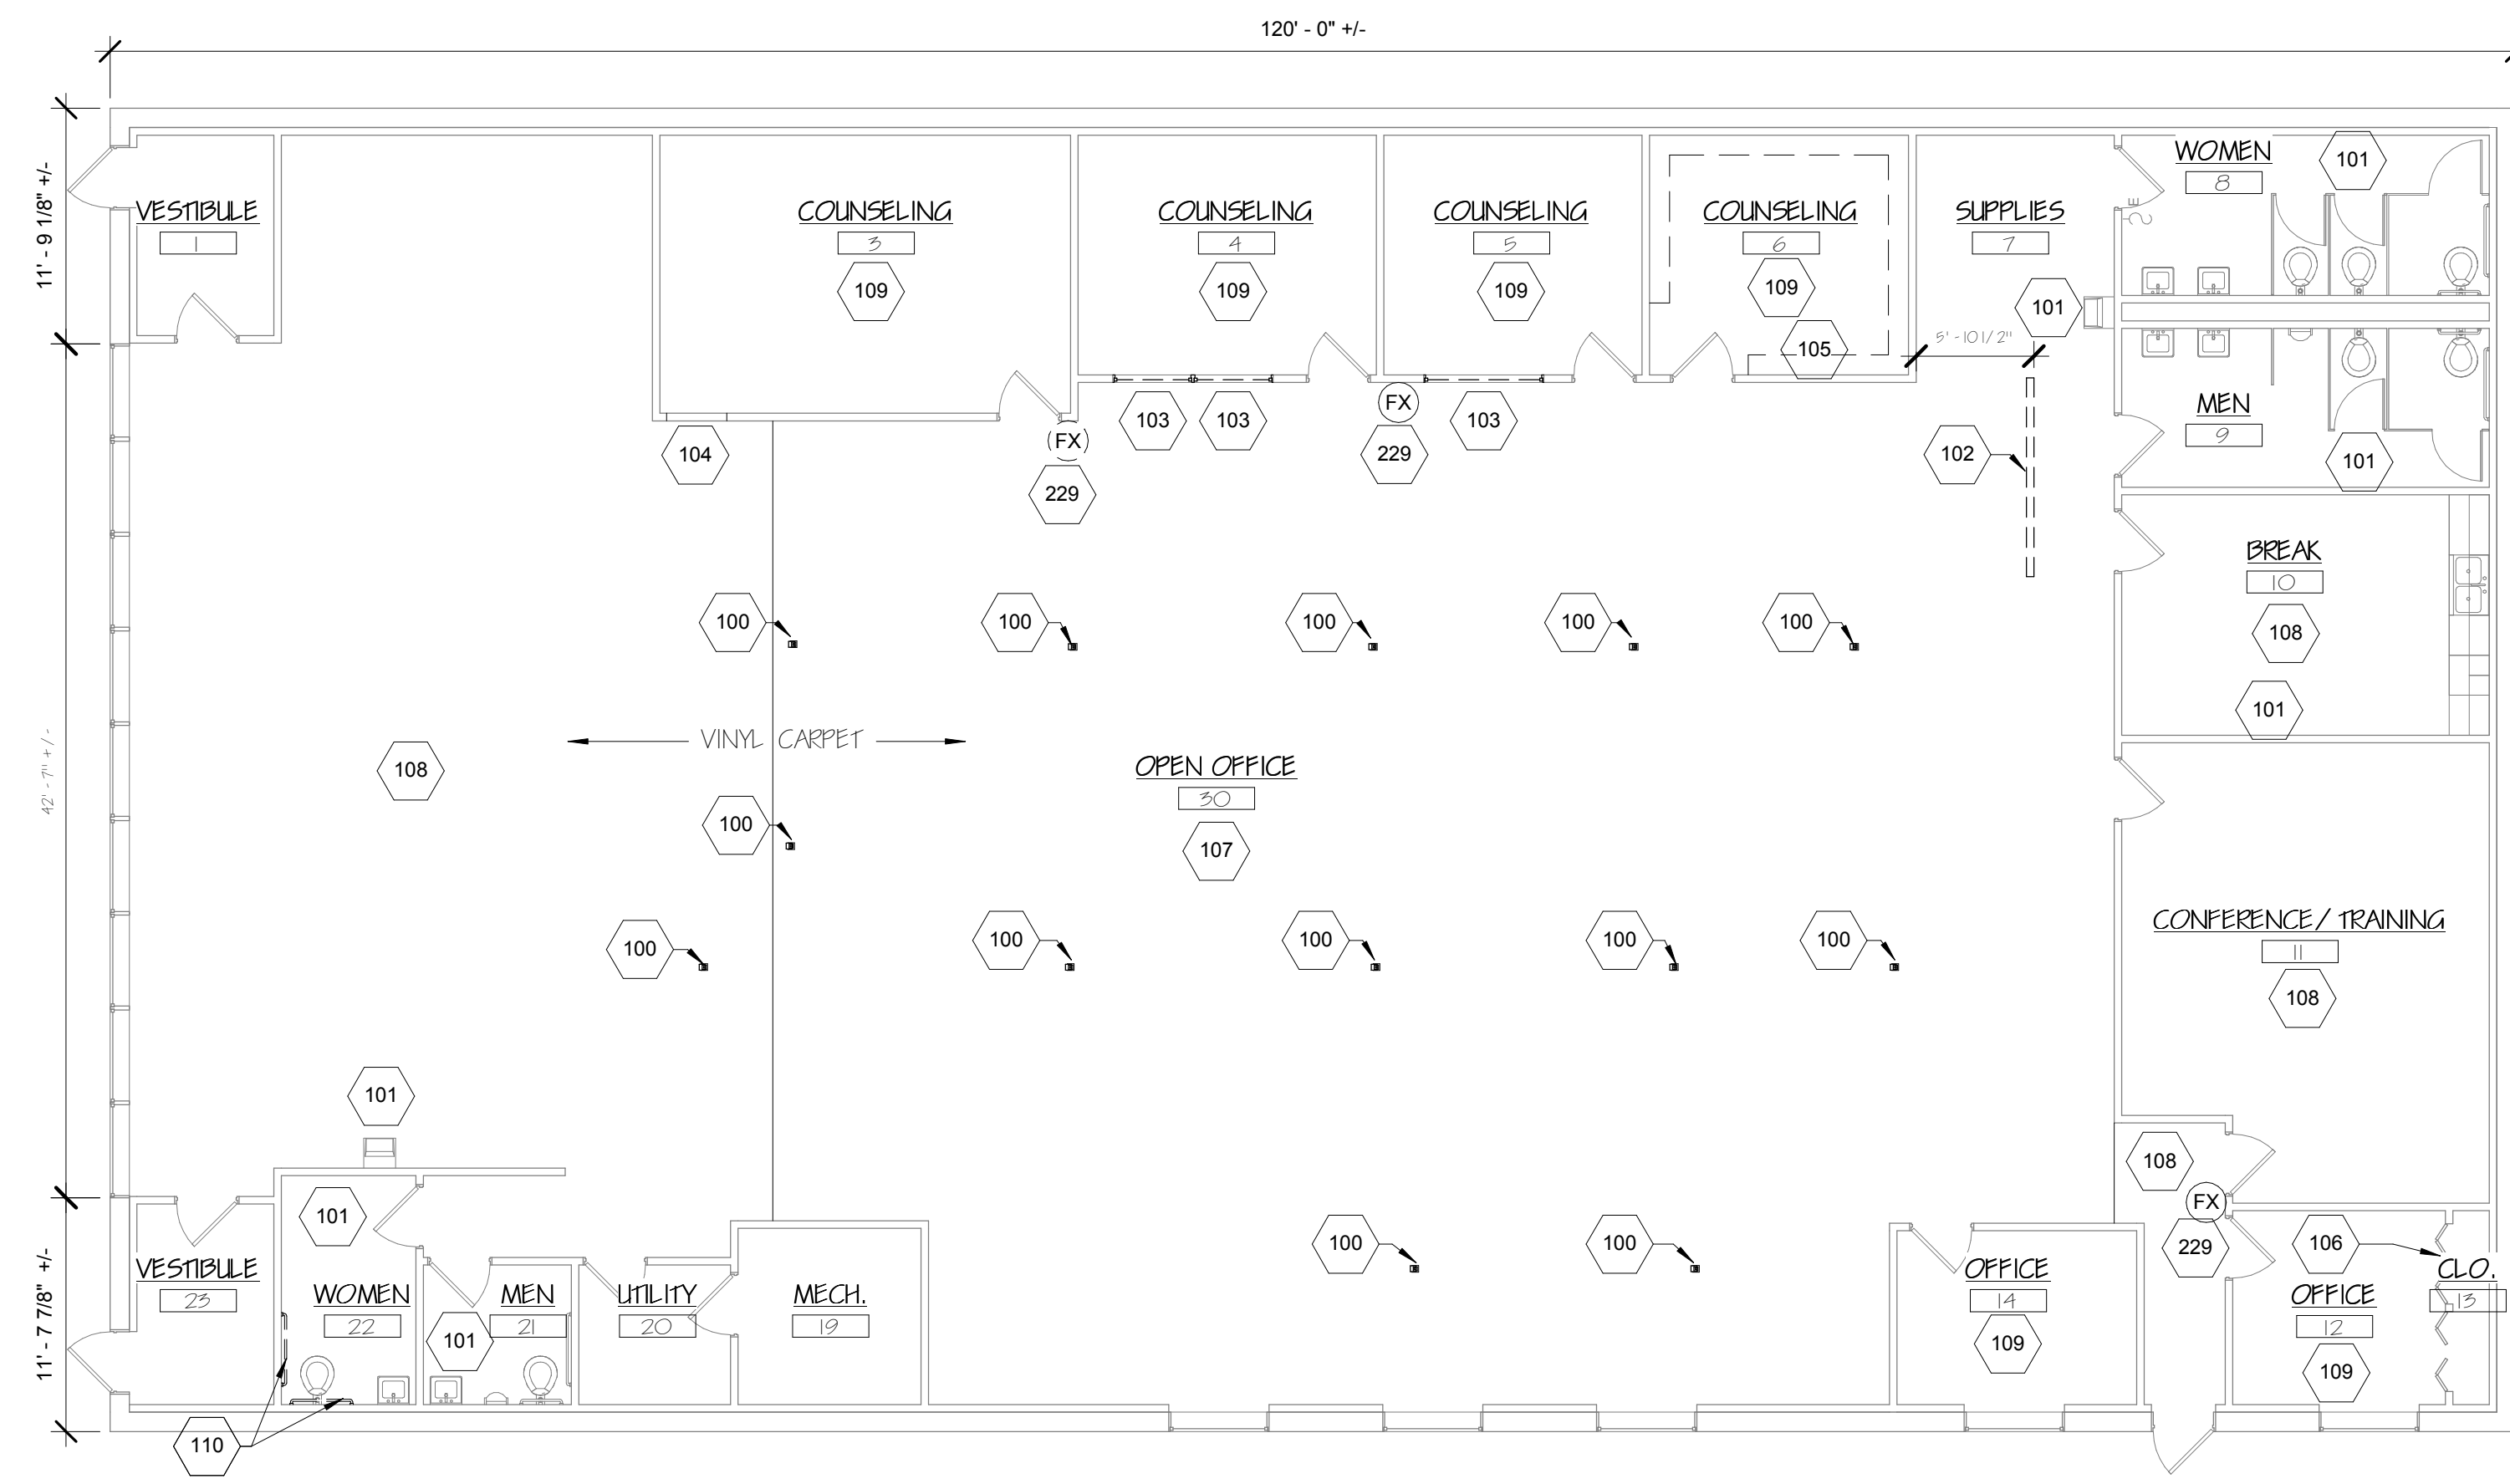 120' - 0" +/-
11' - 9 1/8" +/-
42' - 7" +/-
11' - 7 7/8" +/-
VESTIBULE
1
COUNSELING
3
109
COUNSELING
4
109
COUNSELING
5
109
COUNSELING
6
109
105
SUPPLIES
7
101
5' - 10 1/2"
WOMEN
8
101
MEN
9
101
104
FX
229
103
103
FX
229
103
102
BREAK
10
108
101
100
100
100
100
100
VINYL CARPET
108
100
OPEN OFFICE
30
107
100
100
100
100
100
CONFERENCE/ TRAINING
11
108
101
108
FX
229
106
CLO.
13
101
100
100
VESTIBULE
23
WOMEN
22
MEN
21
101
UTILITY
20
MECH.
19
OFFICE
14
109
OFFICE
12
109
110